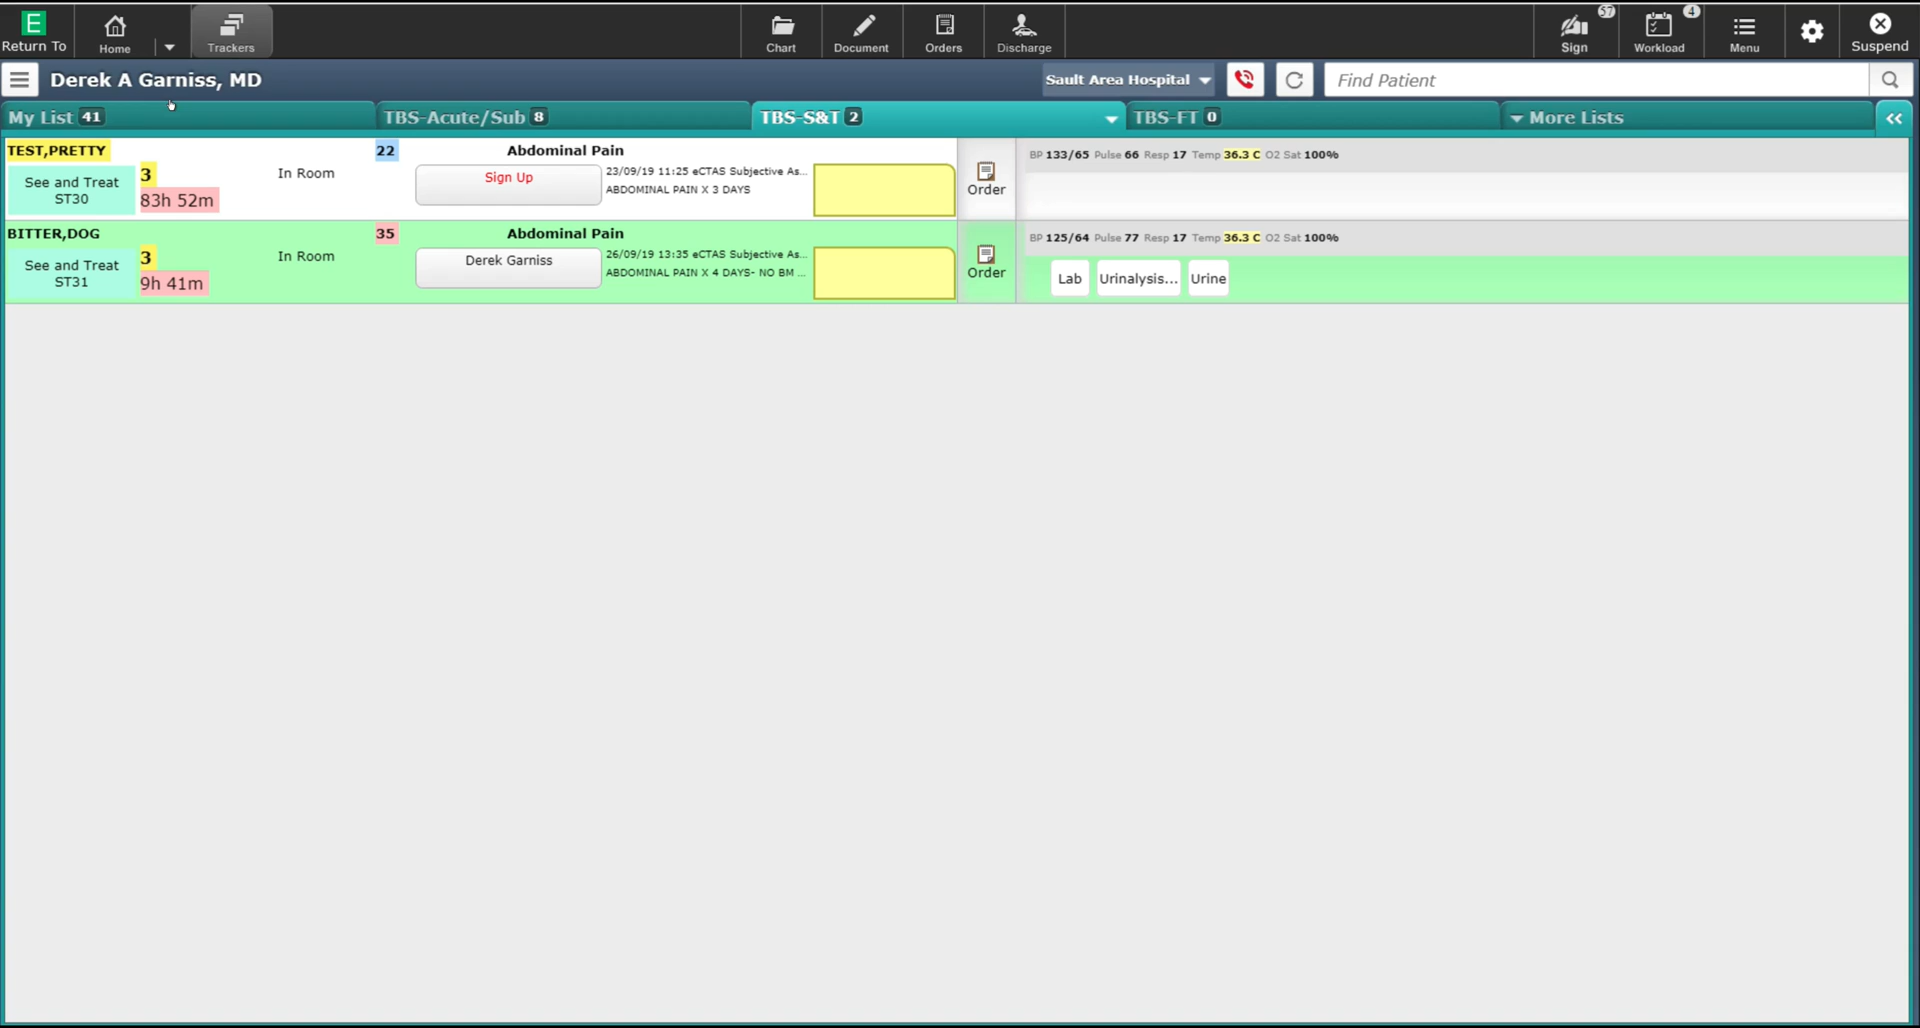 E
Return To
Home
Trackers
Chart
Document
Orders
Discharge
57
Sign
4
Workload
Menu
Suspend
Derek A Garniss, MD
Sault Area Hospital
Find Patient
My List 41
TBS-Acute/Sub 8
TBS-S&T 2
TBS-FT 0
More Lists
TEST,PRETTY
See and Treat
ST30
3
83h 52m
In Room
22
Abdominal Pain
Sign Up
23/09/19 11:25 eCTAS Subjective As...
ABDOMINAL PAIN X 3 DAYS
Order
BP 133/65 Pulse 66 Resp 17 Temp 36.3 C O2 Sat 100%
BITTER,DOG
See and Treat
ST31
3
9h 41m
In Room
35
Abdominal Pain
Derek Garniss
26/09/19 13:35 eCTAS Subjective As...
ABDOMINAL PAIN X 4 DAYS- NO BM ...
Order
BP 125/64 Pulse 77 Resp 17 Temp 36.3 C O2 Sat 100%
Lab
Urinalysis...
Urine